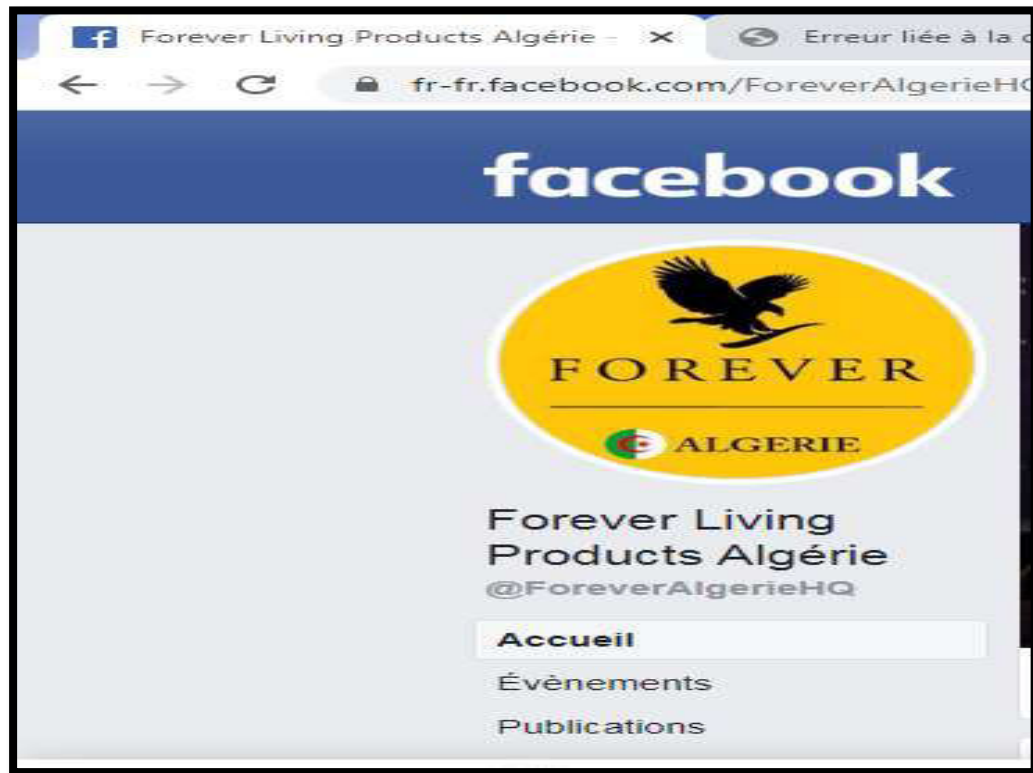 Forever Living Products Algérie -
Erreur liée à la
fr-fr.facebook.com/ForeverAlgerieHQ
facebook
FOREVER
ALGERIE
Forever Living
Products Algérie
@ForeverAlgerieHQ
Accueil
Évènements
Publications